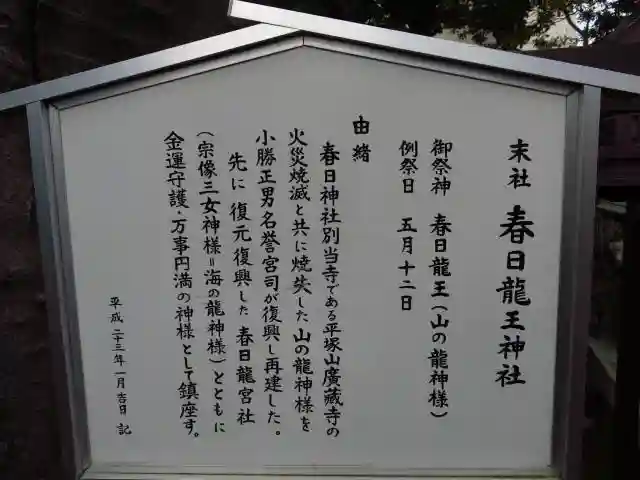 末社 春日龍王神社
御祭神 春日龍王(山の龍神様)
例祭日 五月十二日
由緒
春日神社別当寺である平塚山廣蔵寺の
火災焼滅と共に焼失した山の龍神様を
小勝正男名誉宮司が復興し再建した。
先に復元復興した 春日龍宮社
(宗像三女神様=海の龍神様)とともに
金運守護・万事円満の神様として鎮座す。
平成二十三年一月吉日 記